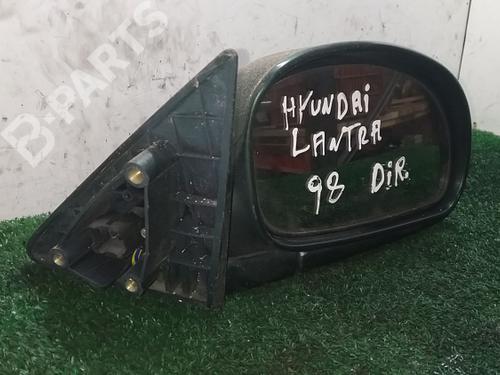 B-PARTS
HYUNDAI
LANTRA
98 DIR.